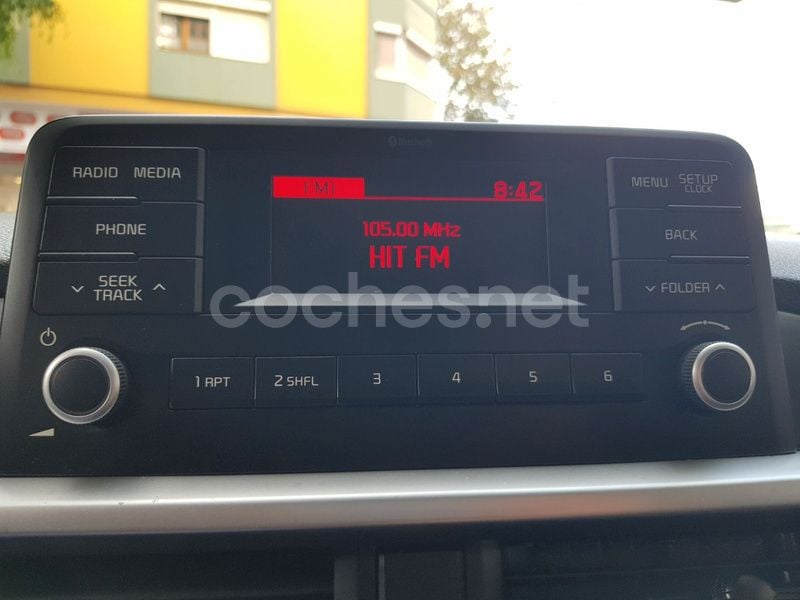 Bluetooth
RADIO MEDIA
PHONE
SEEK
TRACK
FM1
8:42
105.00 MHz
HIT FM
MENU
SETUP
CLOCK
BACK
FOLDER
coches.net
1 RPT
2 SHFL
3
4
5
6